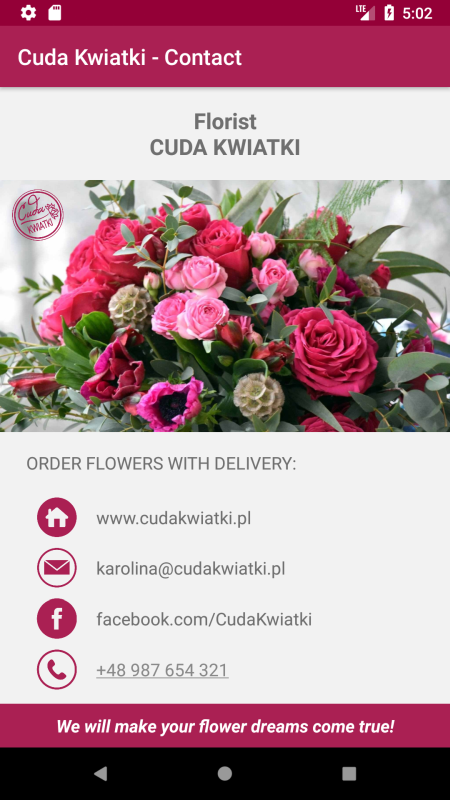 LTE
5:02
Cuda Kwiatki - Contact
Florist
CUDA KWIATKI
Cuda
KWIATKI
ORDER FLOWERS WITH DELIVERY:
www.cudakwiatki.pl
karolina@cudakwiatki.pl
facebook.com/CudaKwiatki
+48 987 654 321
We will make your flower dreams come true!